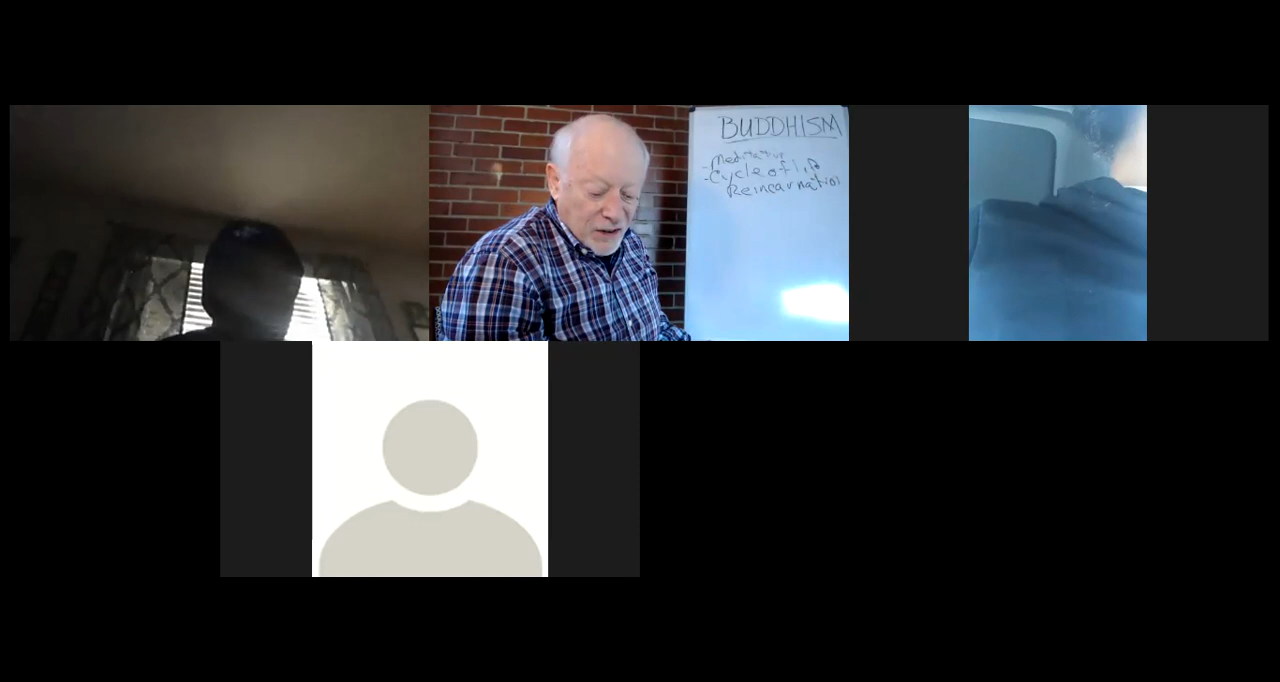 BUDDHISM
- Meditation
- Cycle of Life
Reincarnation